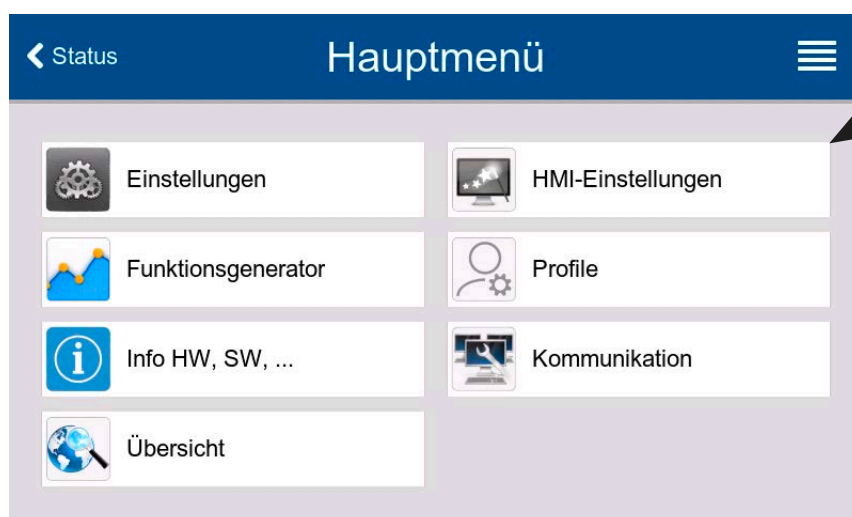 Status
Hauptmenü
Einstellungen
HMI-Einstellungen
Funktionsgenerator
Profile
Info HW, SW, ...
Kommunikation
Übersicht